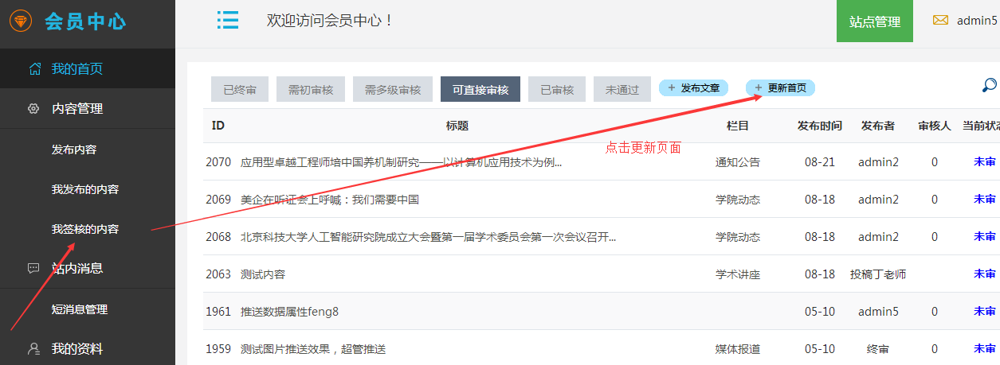 会员中心
欢迎访问会员中心！
站点管理
admin5
我的首页
内容管理
发布内容
我发布的内容
我签核的内容
站内消息
短消息管理
我的资料
已终审 需初审核 需多级审核 可直接审核 已审核 未通过 + 发布文章 + 更新首页
ID 标题 栏目 发布时间 发布者 审核人 当前状态
点击更新页面
2070 应用型卓越工程师培中国养机制研究——以计算机应用技术为例... 通知公告 08-21 admin2 0 未审
2069 美企在听证会上呼喊：我们需要中国 学院动态 08-18 admin2 0 未审
2068 北京科技大学人工智能研究院成立大会暨第一届学术委员会第一次会议召开... 学院动态 08-18 admin2 0 未审
2063 测试内容 学术讲座 08-18 投稿丁老师 未审
1961 推送数据属性feng8 05-10 admin5 0 未审
1959 测试图片推送效果，超管推送 媒体报道 05-10 终审 0 未审